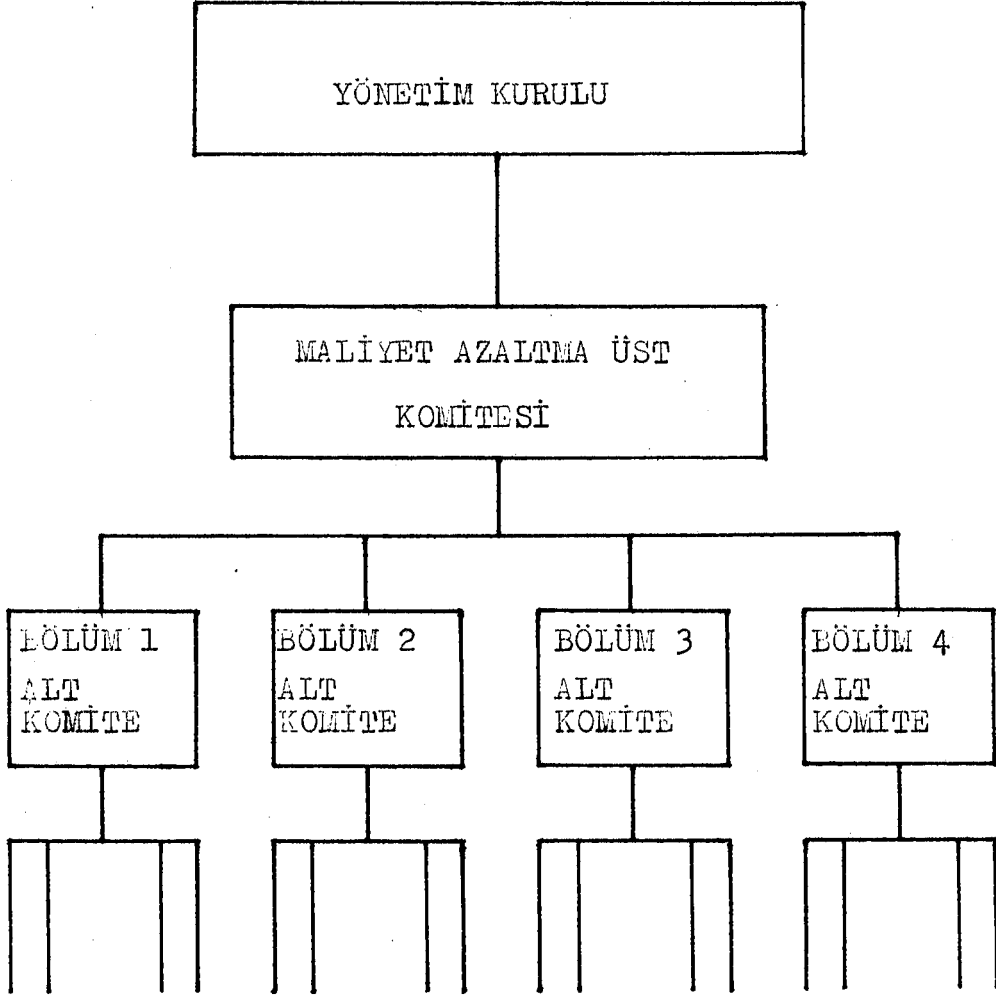 YÖNETİM KURULU
MALİYET AZALTMA ÜST
KOMİTESİ
BÖLÜM 1
ALT
KOMİTE
BÖLÜM 2
ALT
KOMİTE
BÖLÜM 3
ALT
KOMİTE
BÖLÜM 4
ALT
KOMİTE